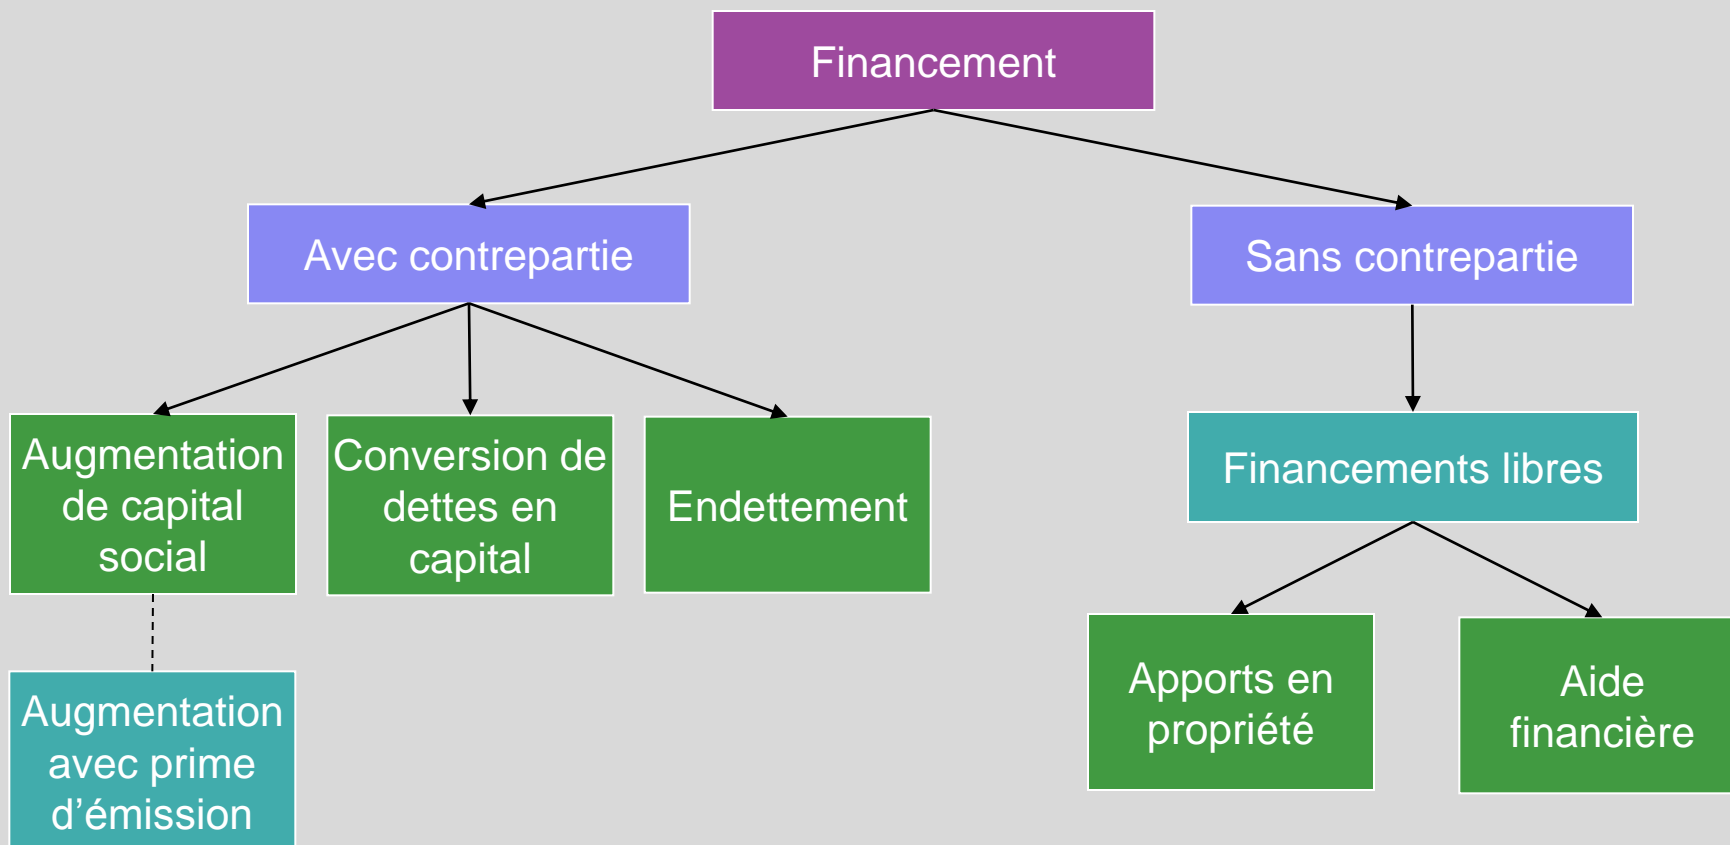 Financement
Avec contrepartie
Sans contrepartie
Augmentation
de capital
social
Conversion de
dettes en
capital
Endettement
Financements libres
Apports en
propriété
Aide
financière
Augmentation
avec prime
d’émission